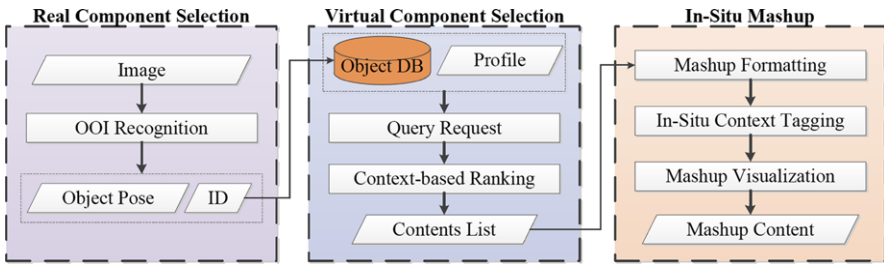 Real Component Selection
Image
OOI Recognition
Object Pose
ID
Virtual Component Selection
Object DB
Profile
Query Request
Context-based Ranking
Contents List
In-Situ Mashup
Mashup Formatting
In-Situ Context Tagging
Mashup Visualization
Mashup Content